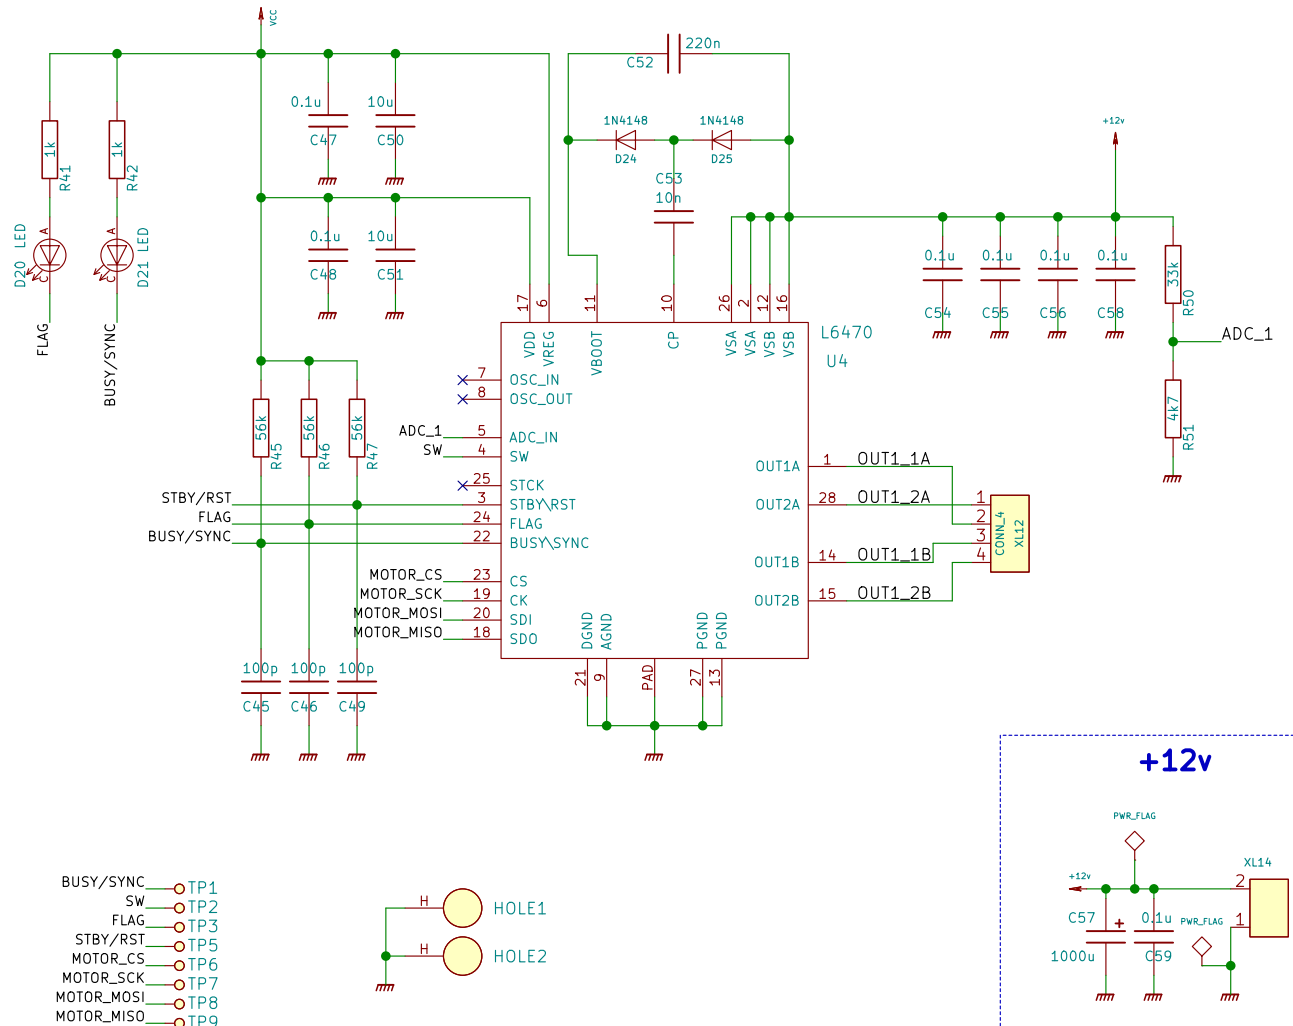 VCC
C52 220n
0.1u
C47
10u
C50
1N4148
D24
1N4148
D25
+12v
1k
R41
1k
R42
C53
10n
D20 LED
A
C
D21 LED
A
C
0.1u
C48
10u
C51
0.1u
C54
0.1u
C55
0.1u
C56
0.1u
C58
33k
R50
ADC_1
4k7
R51
FLAG
BUSY/SYNC
17
6
11
10
26
2
12
16
VDD
VREG
VBOOT
CP
VSA
VSA
VSB
VSB
L6470
U4
7 OSC_IN
8 OSC_OUT
ADC_1 5 ADC_IN
SW 4 SW
25 STCK
STBY/RST 3 STBY\RST
FLAG 24 FLAG
BUSY/SYNC 22 BUSY\SYNC
MOTOR_CS 23 CS
MOTOR_SCK 19 CK
MOTOR_MOSI 20 SDI
MOTOR_MISO 18 SDO
56k
R45
56k
R46
56k
R47
OUT1A 1 OUT1_1A
OUT2A 28 OUT1_2A
OUT1B 14 OUT1_1B
OUT2B 15 OUT1_2B
1
2
3
4
CONN_4
XL12
DGND
AGND
PGND
PGND
21
9
PAD
27
13
100p
C45
100p
C46
100p
C49
+12v
PWR_FLAG
+12v
XL14
2
1
C57
+
1000u
0.1u
C59
PWR_FLAG
BUSY/SYNC TP1
SW TP2
FLAG TP3
STBY/RST TP5
MOTOR_CS TP6
MOTOR_SCK TP7
MOTOR_MOSI TP8
MOTOR_MISO TP9
H HOLE1
H HOLE2